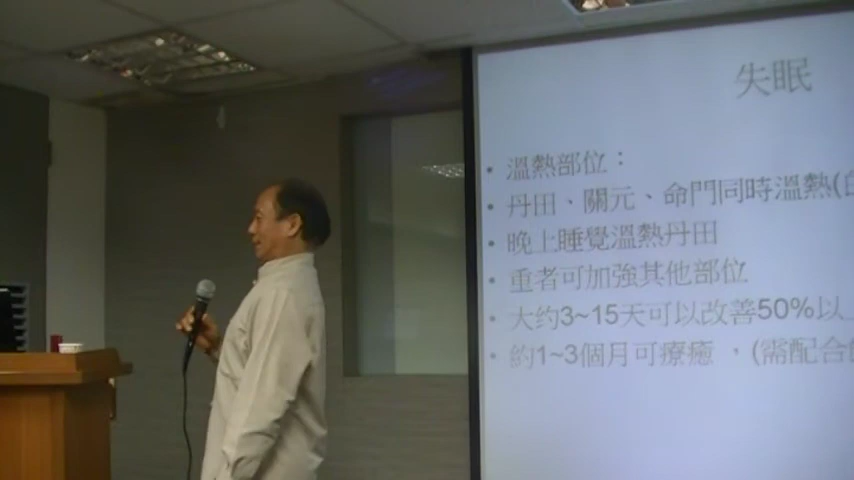 失眠
• 溫熱部位：
• 丹田、關元、命門同時溫熱(
• 晚上睡覺溫熱丹田
• 重者可加強其他部位
• 大约3~15天可以改善50%以
• 約1~3個月可療癒 ，(需配合